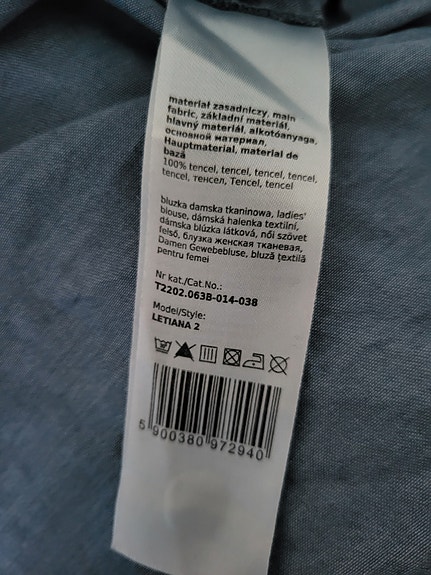 materiał zasadniczy, main
fabric, základní materiál,
hlavný materiál, alkotóanyaga,
основной материал,
Hauptmaterial, material de
bază
100% tencel, tencel, tencel, tencel,
tencel, тенсел, Tencel, tencel
bluzka damska tkaninowa, ladies'
blouse, dámská halenka textilní,
dámska blúzka látková, női szövet
felső, блузка женская тканевая,
Damen Gewebebluse, bluză țextilă
pentru femei
Nr kat./Cat.No.:
T2202.063B-014-038
Model/Style:
LETIANA 2
5 900380 972940